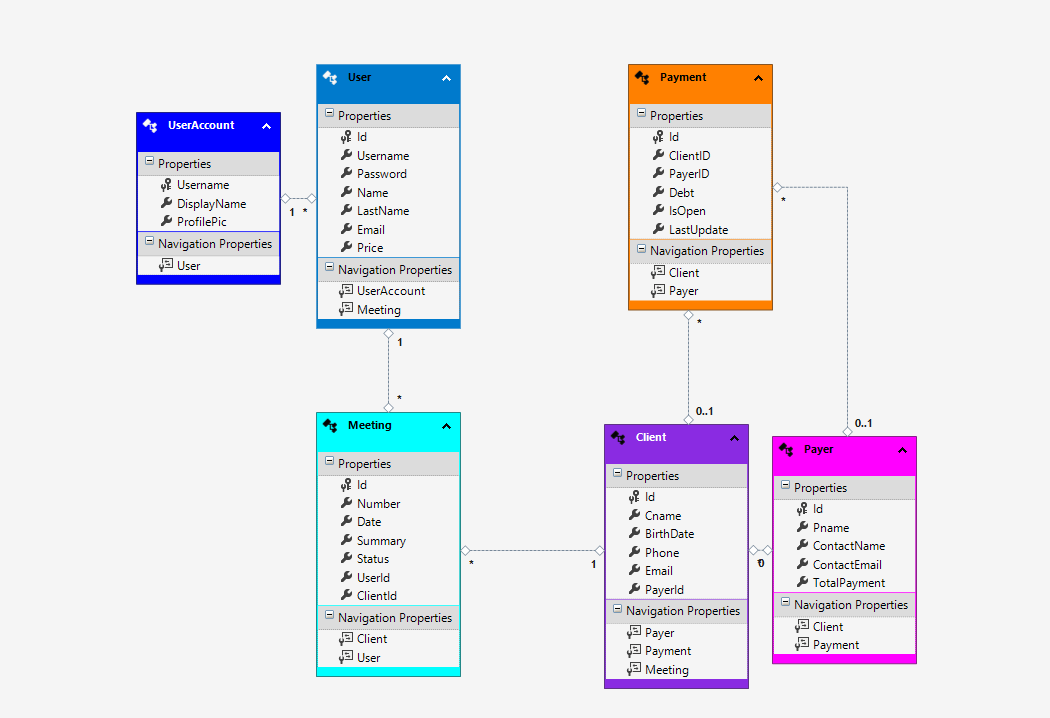 UserAccount
Properties
Username
DisplayName
ProfilePic
Navigation Properties
User
1
*
User
Properties
Id
Username
Password
Name
LastName
Email
Price
Navigation Properties
UserAccount
Meeting
1
*
Meeting
Properties
Id
Number
Date
Summary
Status
UserId
ClientId
Navigation Properties
Client
User
*
1
Payment
Properties
Id
ClientID
PayerID
Debt
IsOpen
LastUpdate
Navigation Properties
Client
Payer
*
*
0..1
0..1
Client
Properties
Id
Cname
BirthDate
Phone
Email
PayerId
Navigation Properties
Payer
Payment
Meeting
Payer
Properties
Id
Pname
ContactName
ContactEmail
TotalPayment
Navigation Properties
Client
Payment